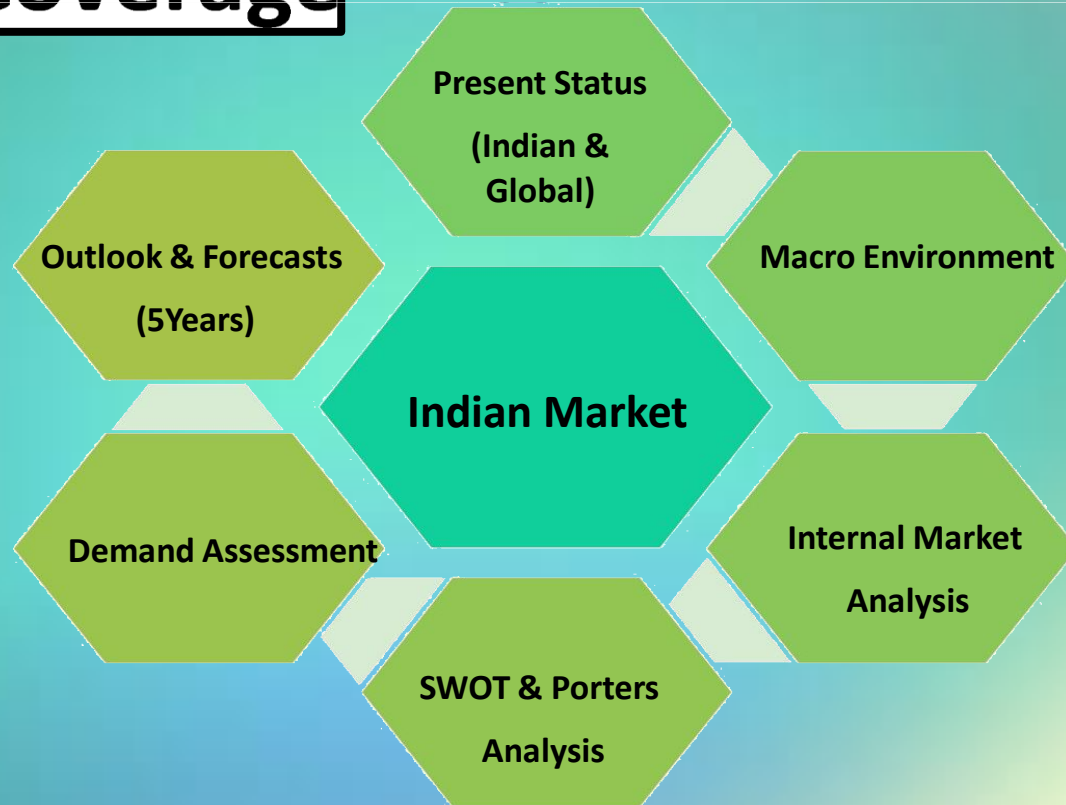 Coverage
Present Status
(Indian &
Global)
Macro Environment
Internal Market
Analysis
SWOT & Porters
Analysis
Demand Assessment
Outlook & Forecasts
(5Years)
Indian Market